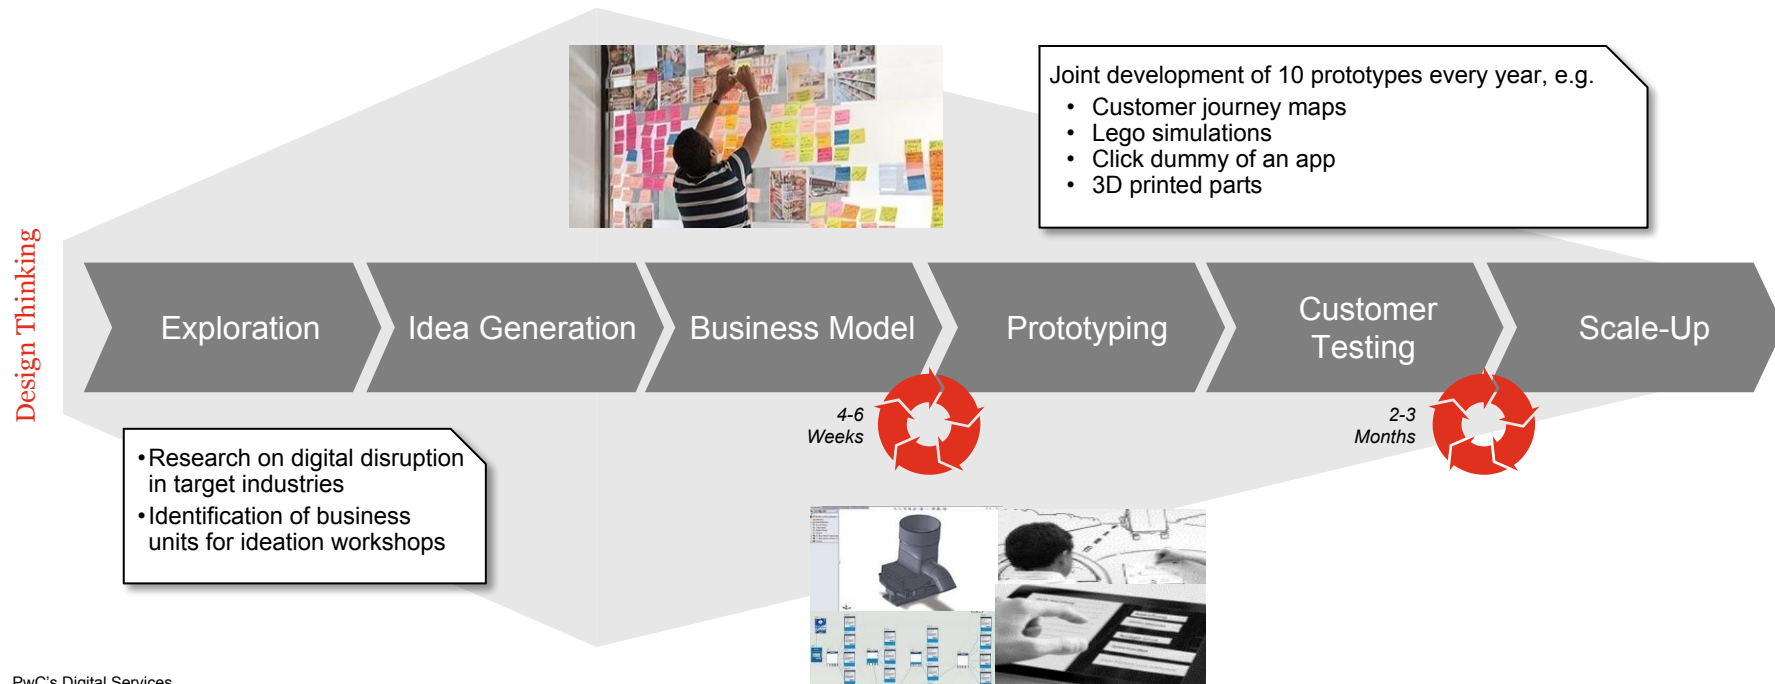 Joint development of 10 prototypes every year, e.g.
• Customer journey maps
• Lego simulations
• Click dummy of an app
• 3D printed parts
Design Thinking
Exploration
Idea Generation
Business Model
Prototyping
Customer
Testing
Scale-Up
4-6
Weeks
2-3
Months
• Research on digital disruption
in target industries
• Identification of business
units for ideation workshops
PwC's Digital Services